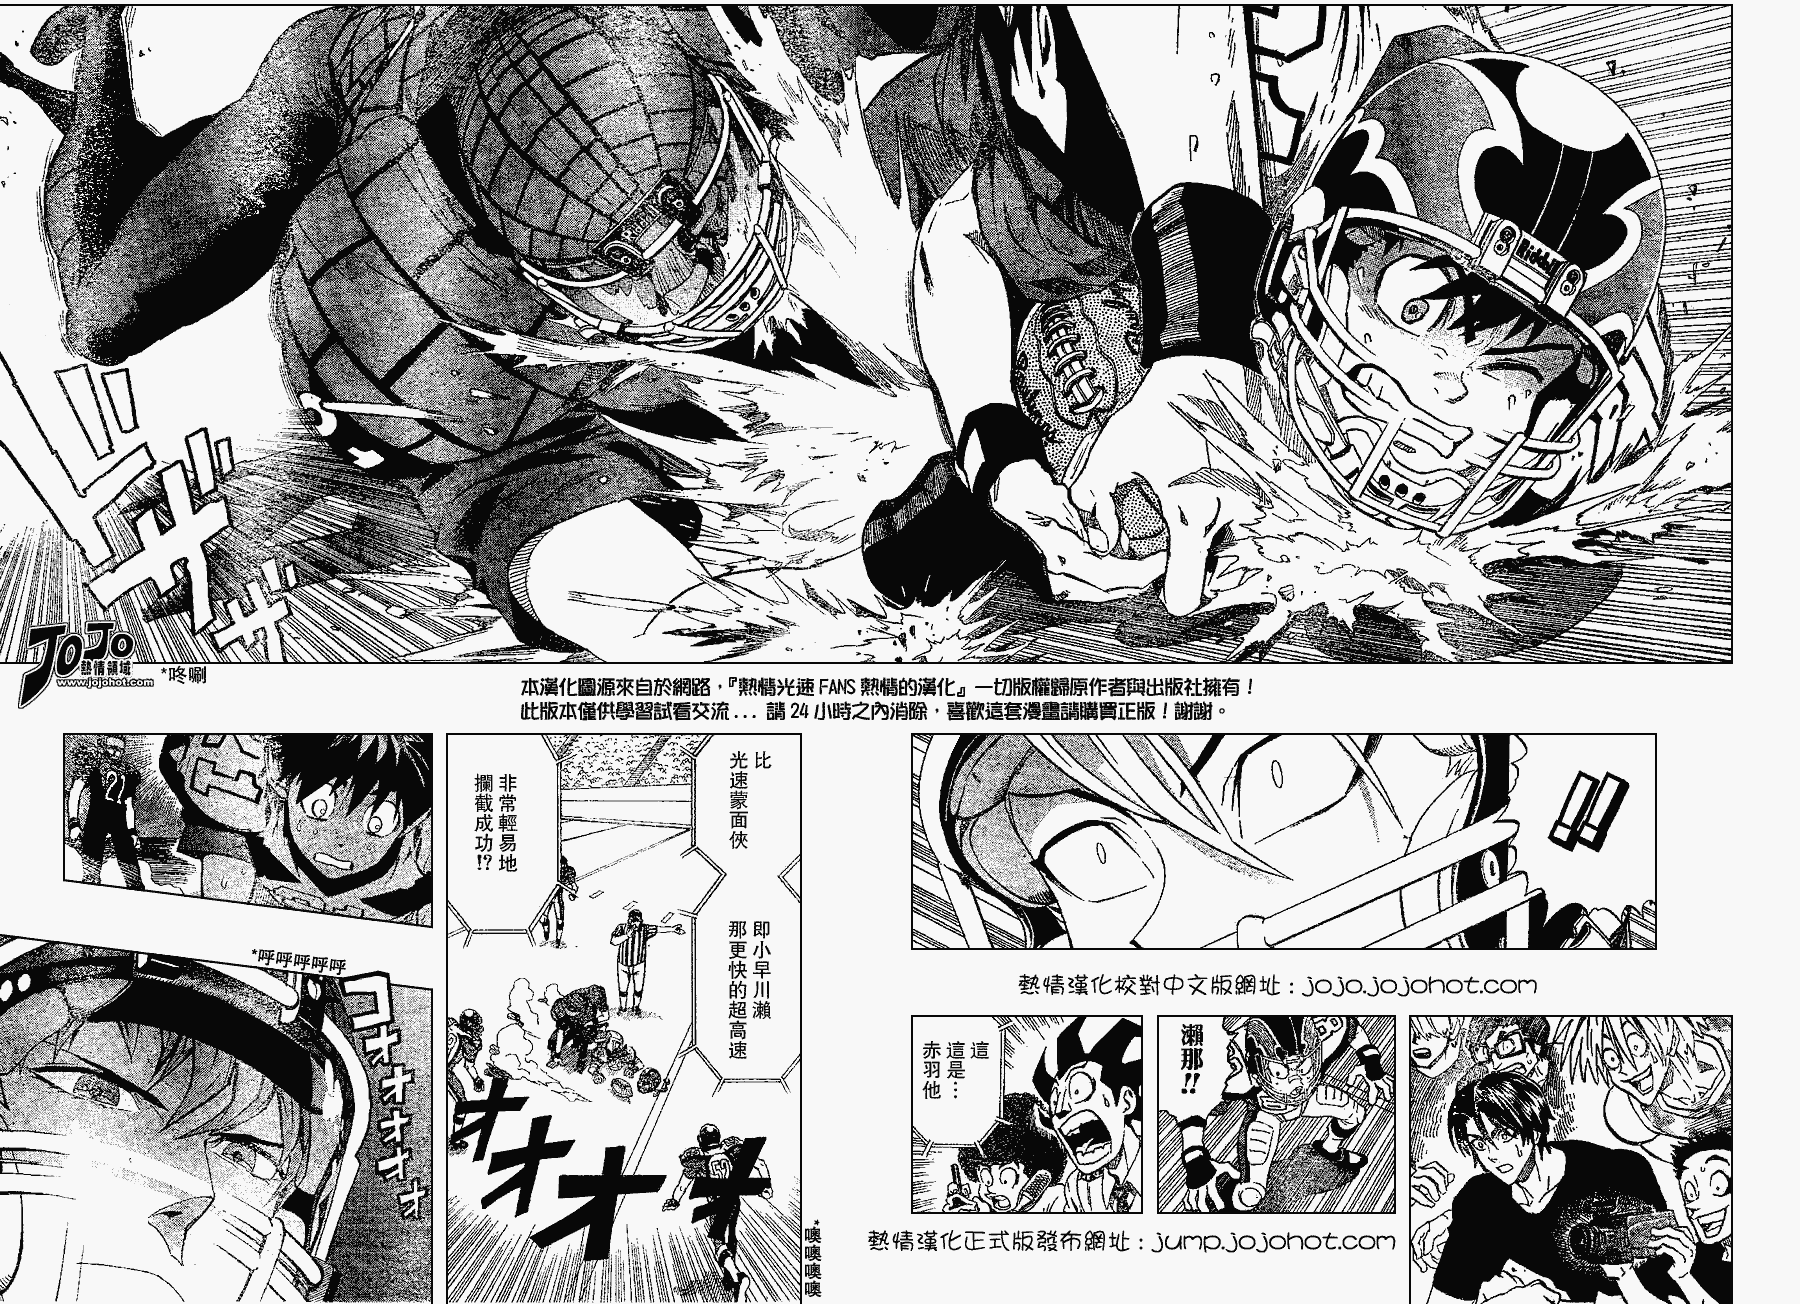 ザザザ
*咚唰
JoJo
熱情領域
www.jojohot.com
本漢化圖源來自於網路，『熱情光速 FANS 熱情的漢化』一切版權歸原作者與出版社擁有！
此版本僅供學習試看交流... 請 24 小時之內消除，喜歡這套漫畫請購買正版！謝謝。
Riddell
!!
熱情漢化校對中文版網址：jojo.jojohot.com
瀨那!!
這
這是…
赤羽他
熱情漢化正式版發布網址：jump.jojohot.com
比
光速蒙面俠
即小早川瀨
那更快的超高速
非常輕易地
攔截成功!?
52
オオオオ
*噢噢噢噢
21
*呼呼呼呼呼
コオオオオオ